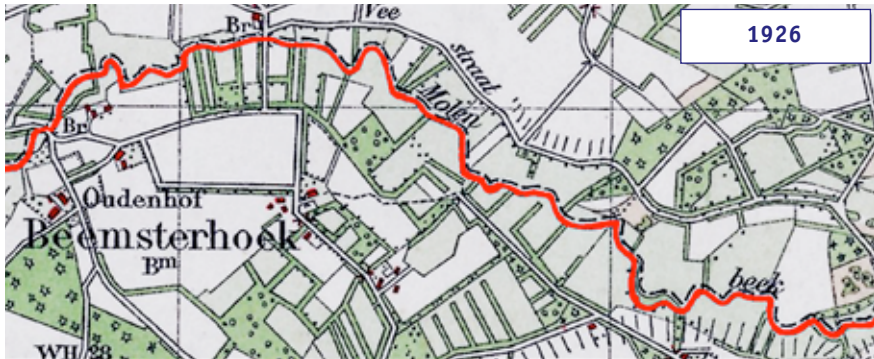 1926
Br
Vee
straat
Molen
Br
Oudenhof
Beemsterhoek
Bm
beek
WH 28